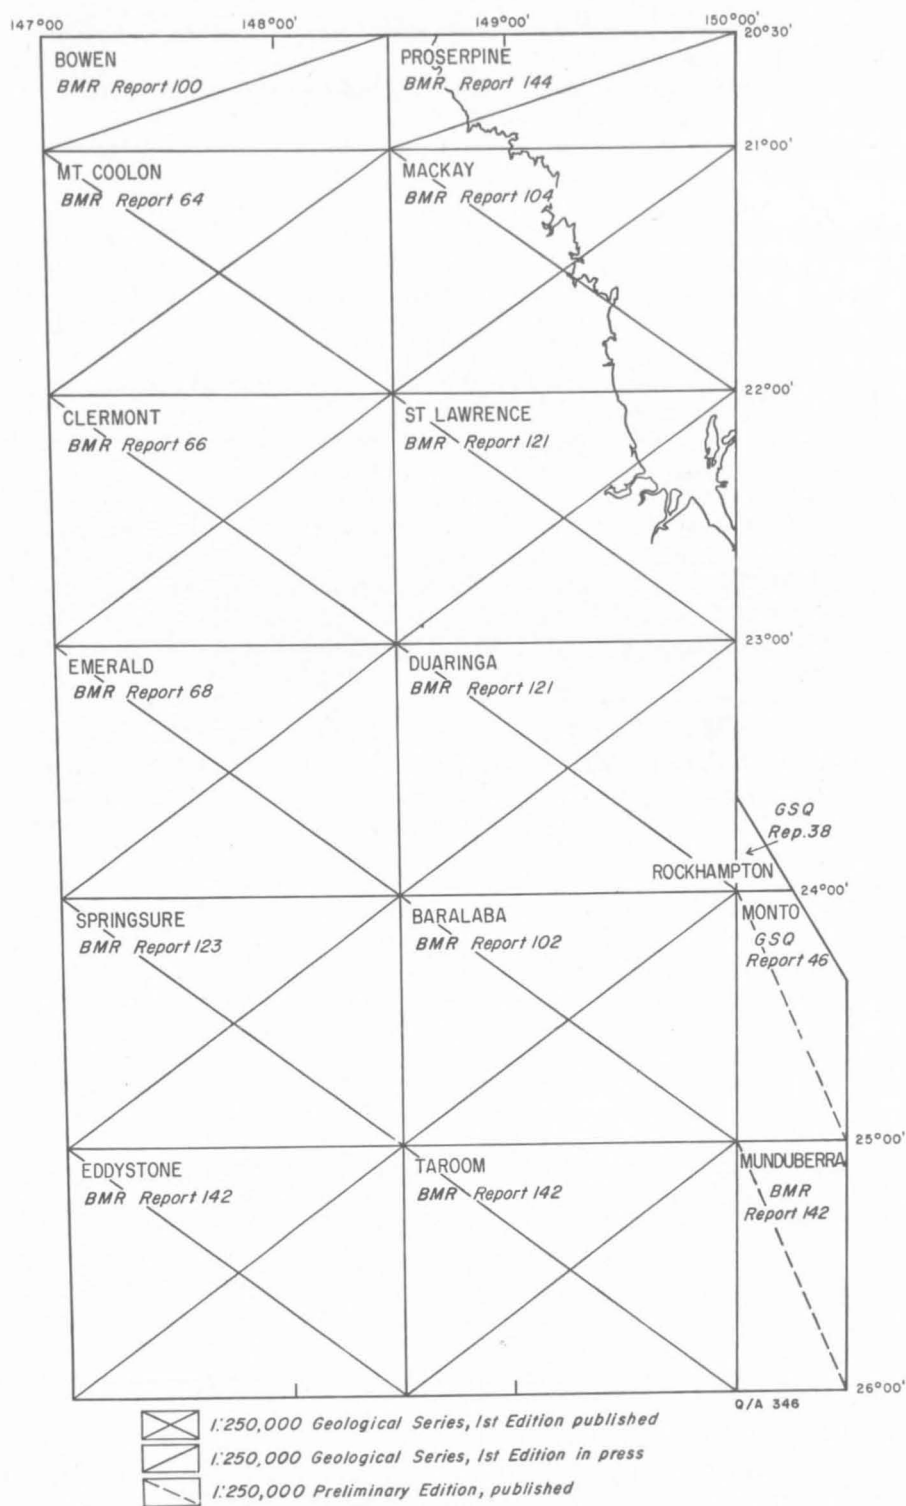 147°00' 148°00' 149°00' 150°00'
20°30'
BOWEN
BMR Report 100
PROSERPINE
BMR Report 144
21°00'
MT. COOLON
BMR Report 64
MACKAY
BMR Report 104
22°00'
CLERMONT
BMR Report 66
ST LAWRENCE
BMR Report 121
23°00'
EMERALD
BMR Report 68
DUARINGA
BMR Report 121
GSQ
Rep.38
ROCKHAMPTON
24°00'
SPRINGSURE
BMR Report 123
BARALABA
BMR Report 102
MONTO
GSQ
Report 46
25°00'
EDDYSTONE
BMR Report 142
TAROOM
BMR Report 142
MUNDUBERRA
BMR
Report 142
26°00'
Q/A 346
1:250,000 Geological Series, 1st Edition published
1:250,000 Geological Series, 1st Edition in press
1:250,000 Preliminary Edition, published